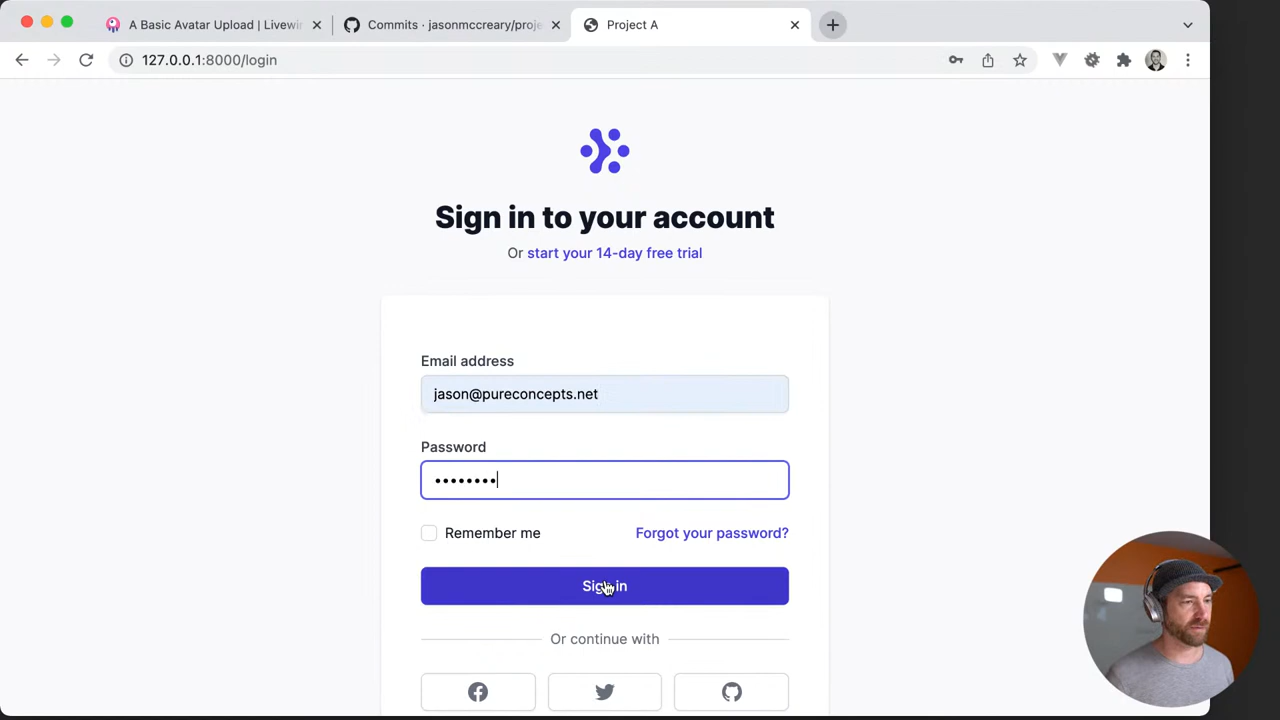 A Basic Avatar Upload | Livewir
Commits · jasonmccreary/proje
Project A
127.0.0.1:8000/login
Sign in to your account
Or start your 14-day free trial
Email address
jason@pureconcepts.net
Password
••••••••
Remember me
Forgot your password?
Sign in
Or continue with